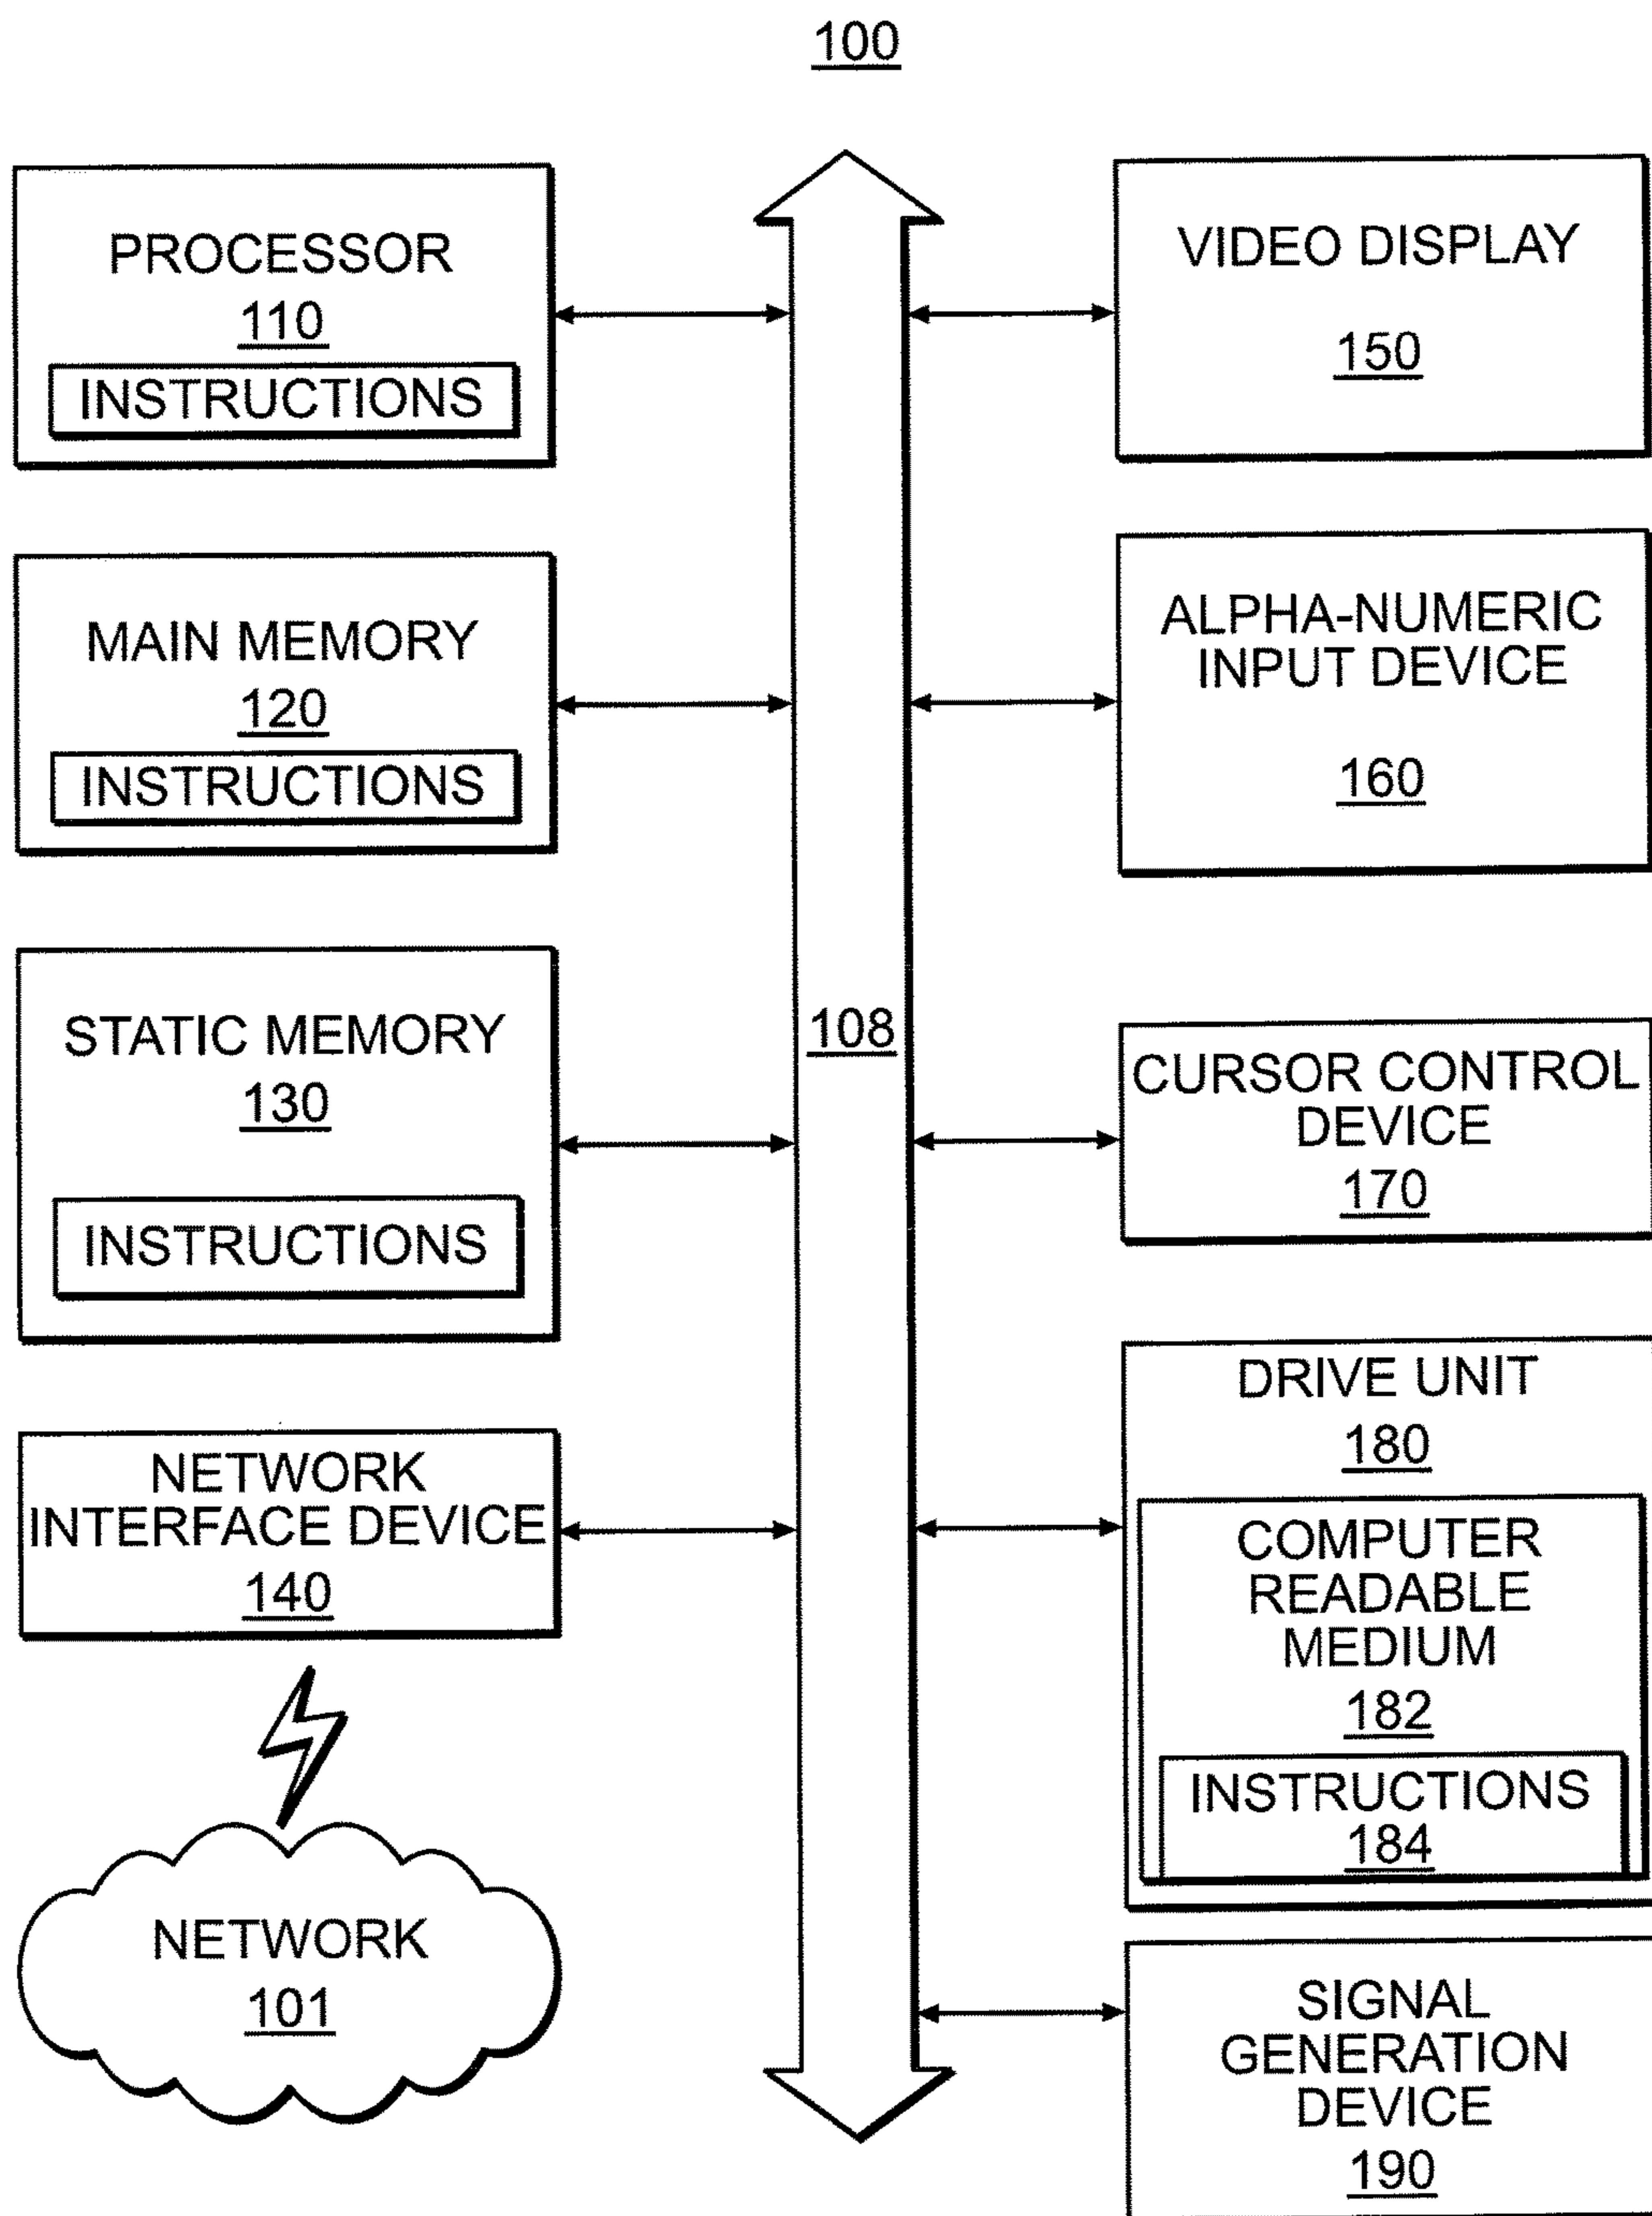 100
PROCESSOR
110
INSTRUCTIONS
MAIN MEMORY
120
INSTRUCTIONS
STATIC MEMORY
130
INSTRUCTIONS
NETWORK
INTERFACE DEVICE
140
NETWORK
101
108
VIDEO DISPLAY
150
ALPHA-NUMERIC
INPUT DEVICE
160
CURSOR CONTROL
DEVICE
170
DRIVE UNIT
180
COMPUTER
READABLE
MEDIUM
182
INSTRUCTIONS
184
SIGNAL
GENERATION
DEVICE
190